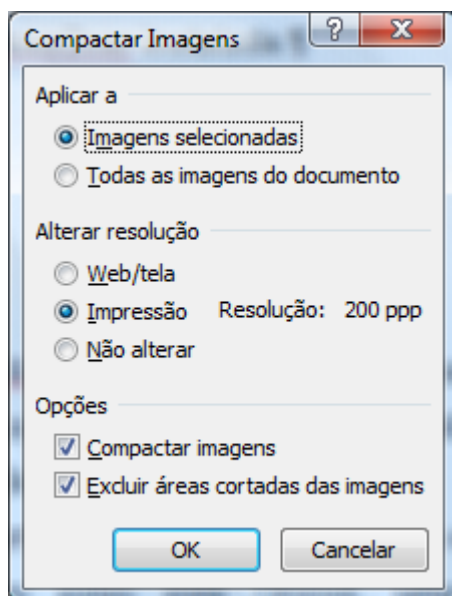 Compactar Imagens
Aplicar a
Imagens selecionadas
Todas as imagens do documento
Alterar resolução
Web/tela
Impressão Resolução: 200 ppp
Não alterar
Opções
Compactar imagens
Excluir áreas cortadas das imagens
OK Cancelar